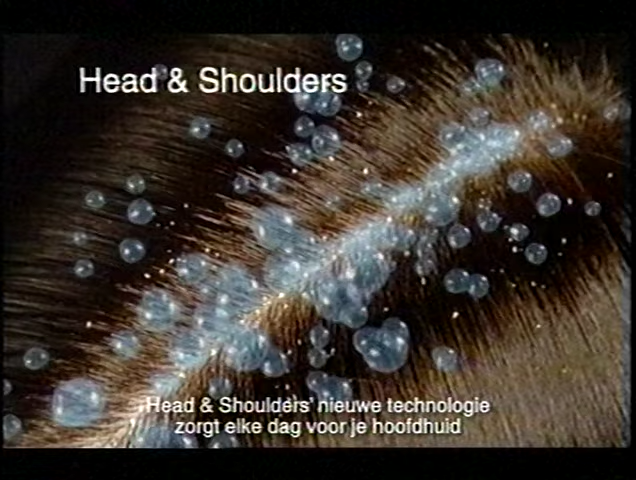 Head & Shoulders
Head & Shoulders' nieuwe technologie
zorgt elke dag voor je hoofdhuid